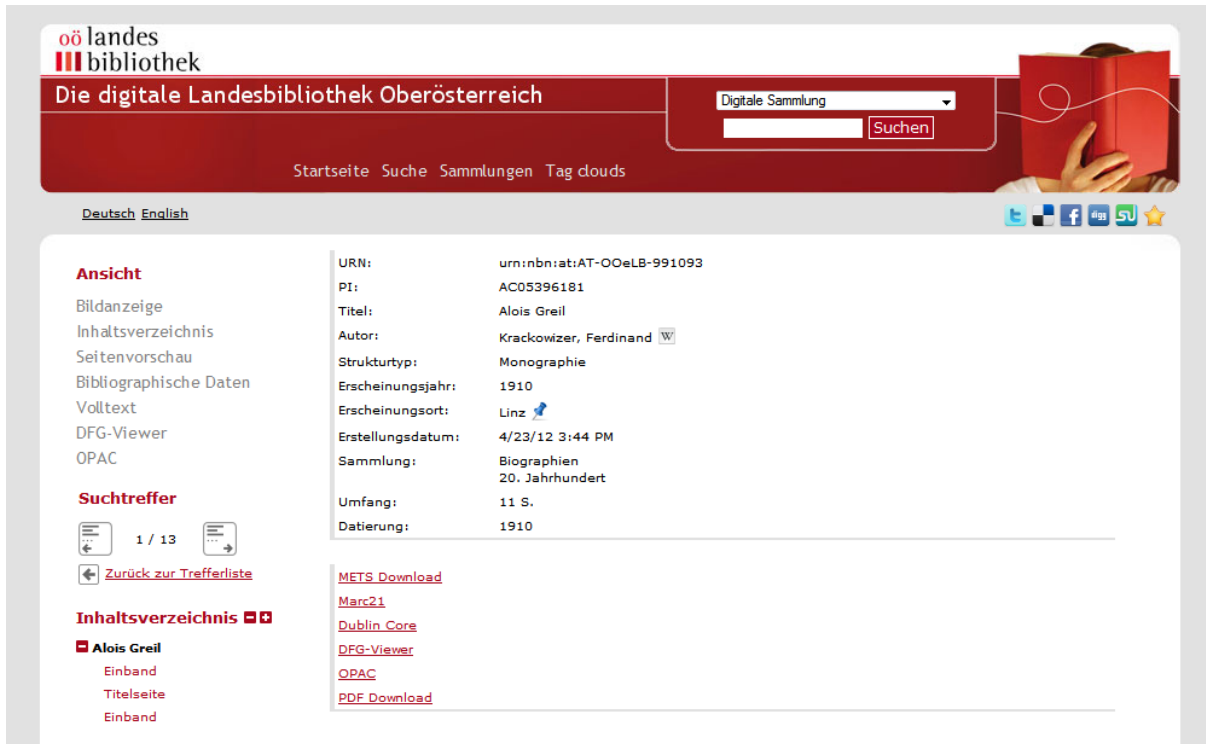 oö landes
bibliothek
Die digitale Landesbibliothek Oberösterreich
Digitale Sammlung
Suchen
Startseite Suche Sammlungen Tag clouds
Deutsch English
digg
Ansicht
Bildanzeige
Inhaltsverzeichnis
Seitenvorschau
Bibliographische Daten
Volltext
DFG-Viewer
OPAC
Suchtreffer
1 / 13
Zurück zur Trefferliste
Inhaltsverzeichnis
Alois Greil
Einband
Titelseite
Einband
URN: urn:nbn:at:AT-OOeLB-991093
PI: AC05396181
Titel: Alois Greil
Autor: Krackowizer, Ferdinand W
Strukturtyp: Monographie
Erscheinungsjahr: 1910
Erscheinungsort: Linz
Erstellungsdatum: 4/23/12 3:44 PM
Sammlung: Biographien
20. Jahrhundert
Umfang: 11 S.
Datierung: 1910
METS Download
Marc21
Dublin Core
DFG-Viewer
OPAC
PDF Download